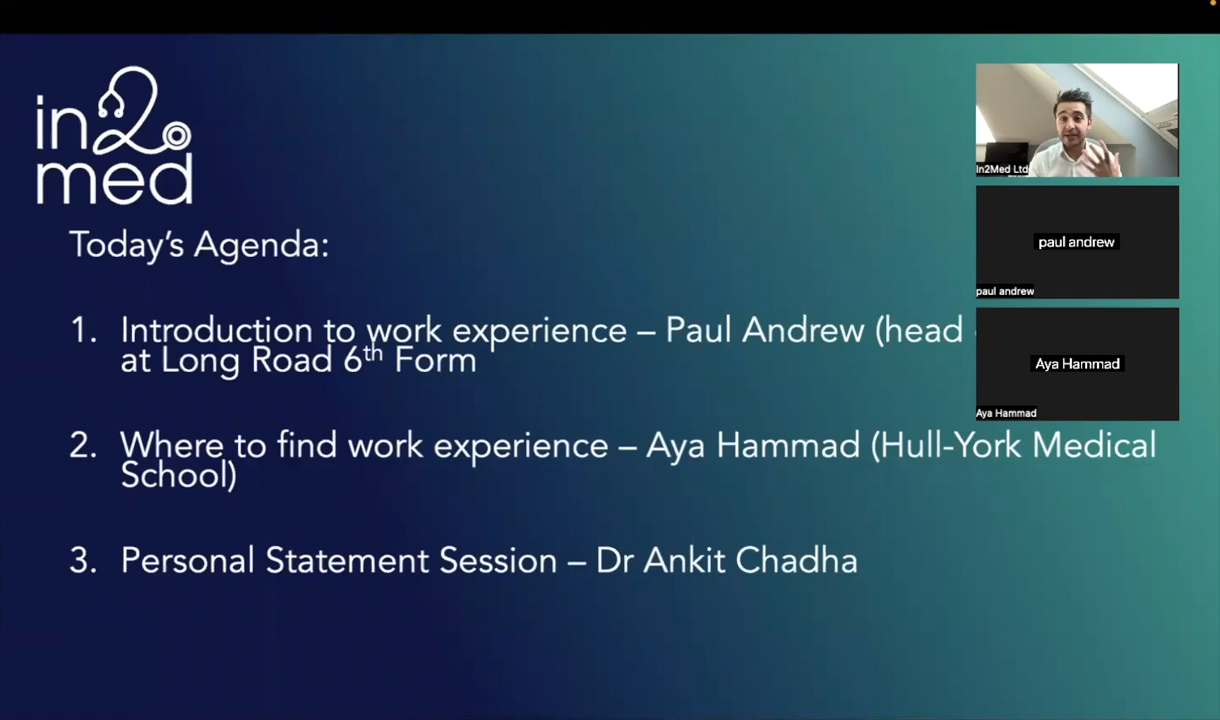 in2
med
Today's Agenda:
1. Introduction to work experience – Paul Andrew (head
at Long Road 6th Form
2. Where to find work experience – Aya Hammad (Hull-York Medical
School)
3. Personal Statement Session – Dr Ankit Chadha
In2Med Ltd
paul andrew
paul andrew
Aya Hammad
Aya Hammad